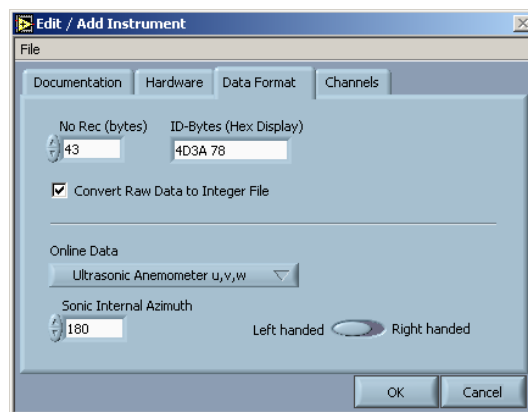 Edit / Add Instrument
File
Documentation Hardware Data Format Channels
No Rec (bytes) ID-Bytes (Hex Display)
43 4D3A 78
Convert Raw Data to Integer File
Online Data
Ultrasonic Anemometer u,v,w
Sonic Internal Azimuth
180 Left handed Right handed
OK Cancel